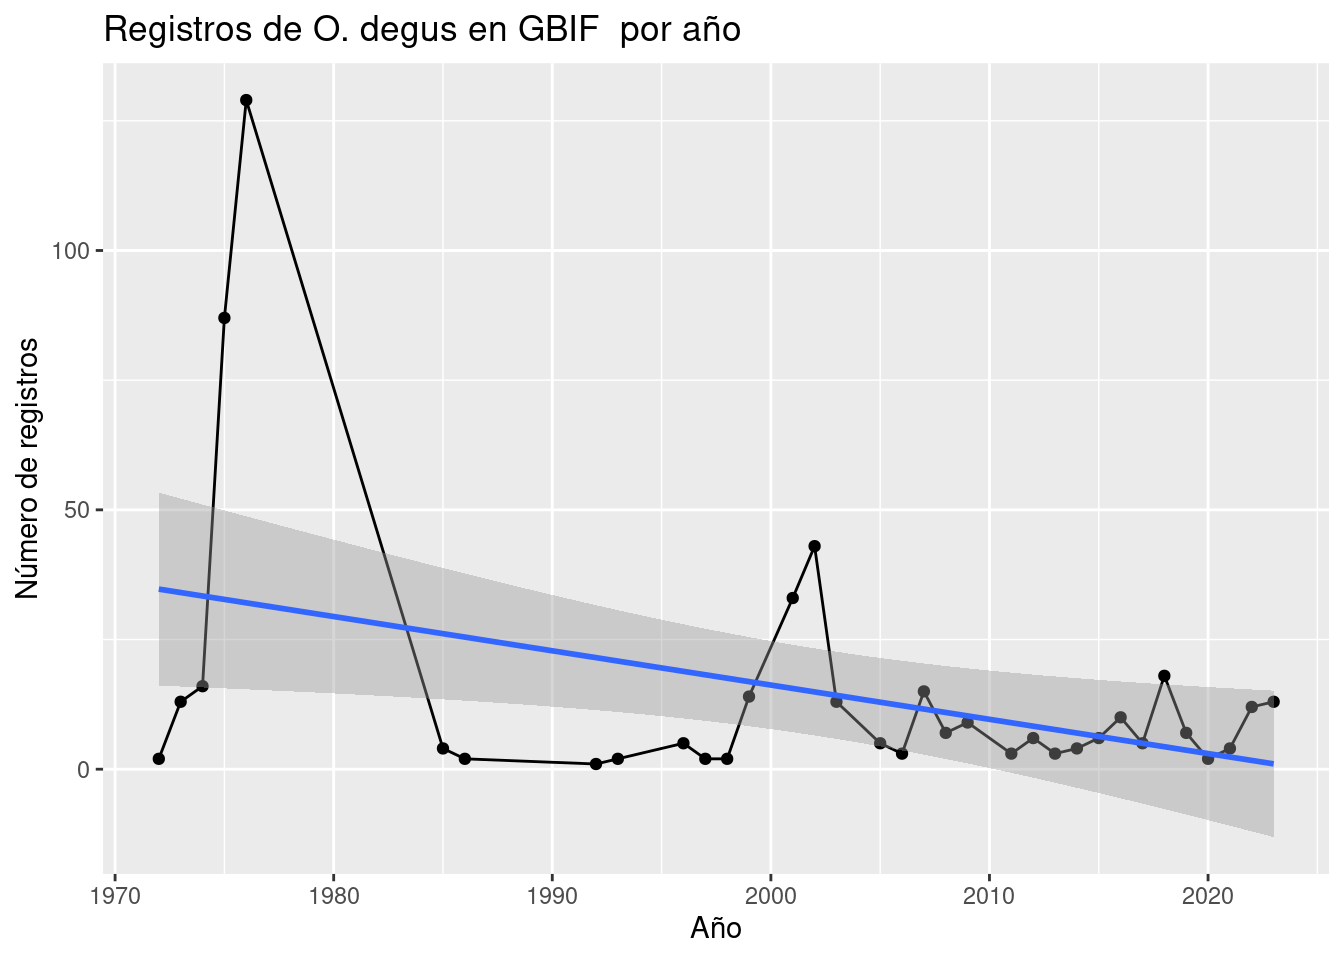 Registros de O. degus en GBIF  por año
Número de registros
100
50
0
1970 1980 1990 2000 2010 2020
Año